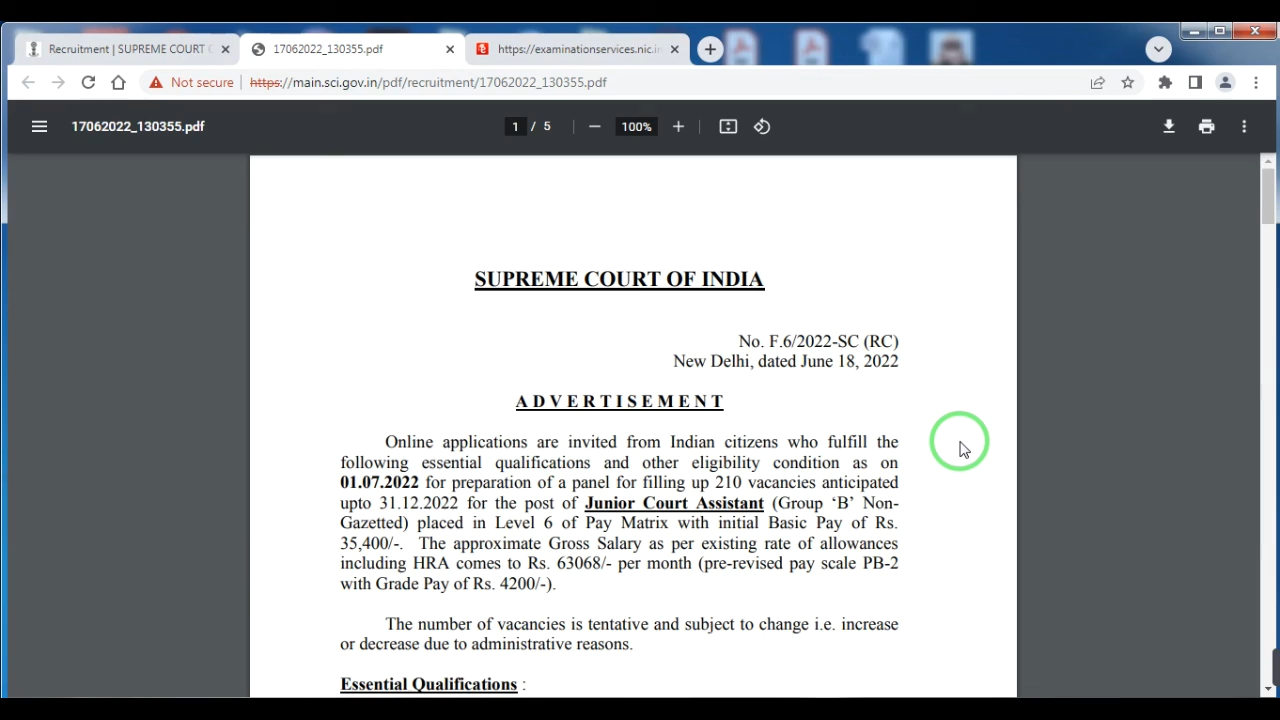 Recruitment | SUPREME COURT
17062022_130355.pdf
https://examinationservices.nic.in
Not secure
https://main.sci.gov.in/pdf/recruitment/17062022_130355.pdf
17062022_130355.pdf
1 / 5
100%
SUPREME COURT OF INDIA
No. F.6/2022-SC (RC)
New Delhi, dated June 18, 2022
A D V E R T I S E M E N T
Online applications are invited from Indian citizens who fulfill the
following essential qualifications and other eligibility condition as on
01.07.2022 for preparation of a panel for filling up 210 vacancies anticipated
upto 31.12.2022 for the post of Junior Court Assistant (Group ‘B’ Non-
Gazetted) placed in Level 6 of Pay Matrix with initial Basic Pay of Rs.
35,400/-. The approximate Gross Salary as per existing rate of allowances
including HRA comes to Rs. 63068/- per month (pre-revised pay scale PB-2
with Grade Pay of Rs. 4200/-).
The number of vacancies is tentative and subject to change i.e. increase
or decrease due to administrative reasons.
Essential Qualifications :